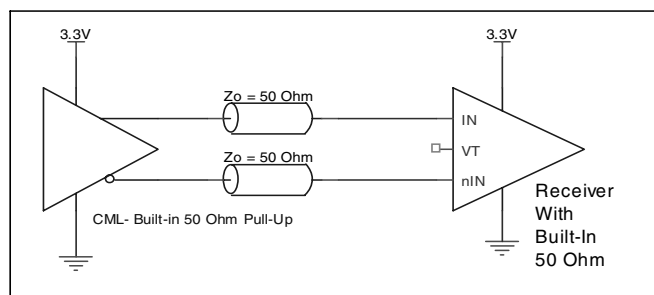 3.3V
3.3V
Zo = 50 Ohm
IN
VT
Zo = 50 Ohm
nIN
CML- Built-in 50 Ohm Pull-Up
Receiver
With
Built-In
50 Ohm